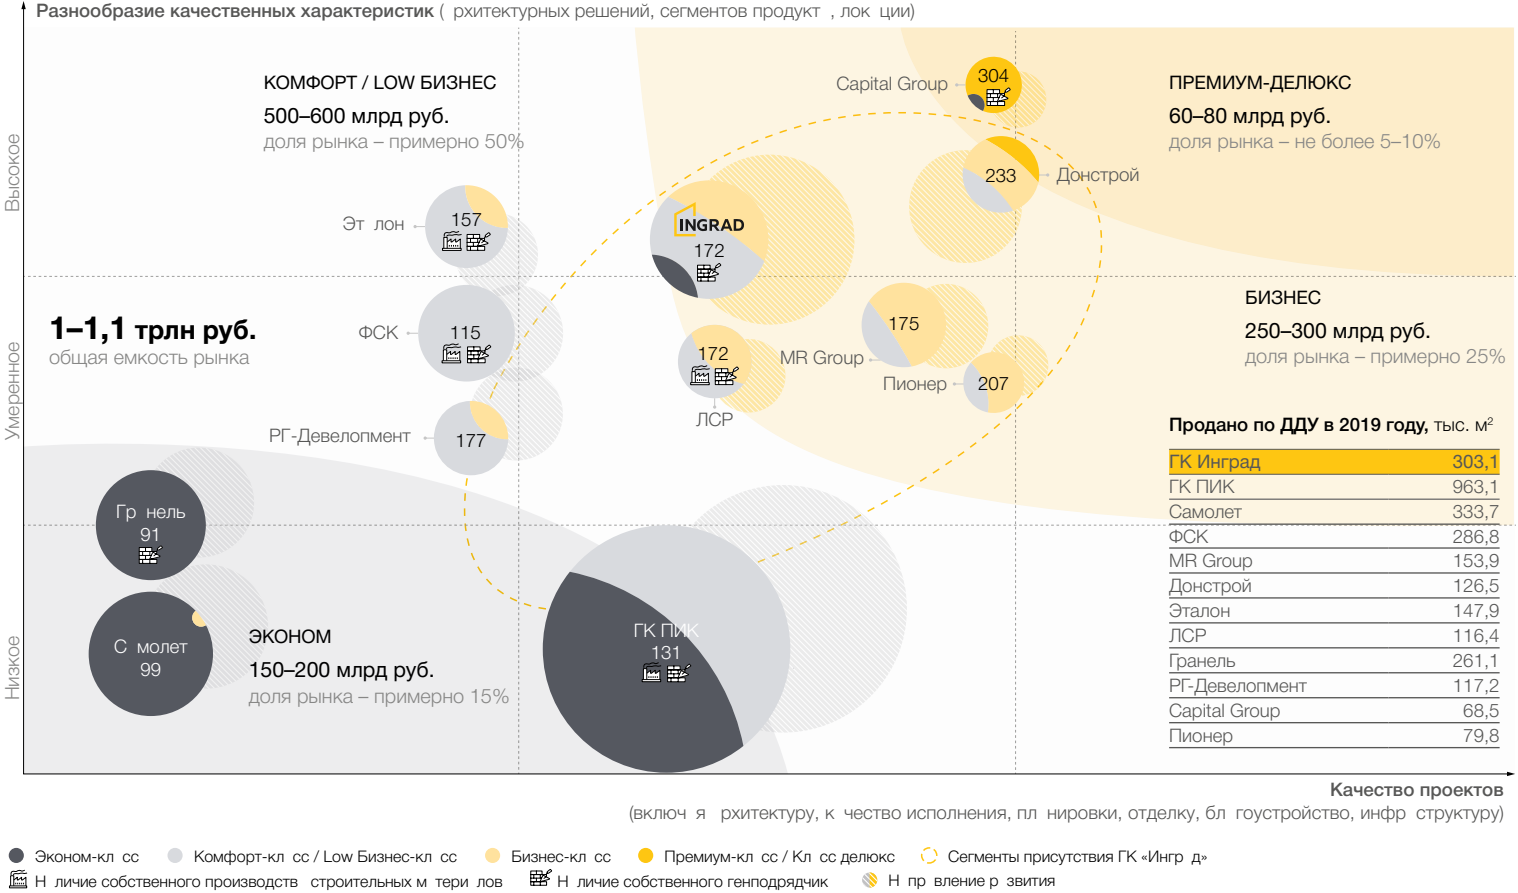 Разнообразие качественных характеристик ( рхитектурных решений, сегментов продукт , лок ции)
Высокое
Умеренное
Низкое
КОМФОРТ / LOW БИЗНЕС
500–600 млрд руб.
доля рынка – примерно 50%
Capital Group
304
ПРЕМИУМ-ДЕЛЮКС
60–80 млрд руб.
доля рынка – не более 5–10%
233
Донстрой
Эт лон
157
INGRAD
172
1–1,1 трлн руб.
общая емкость рынка
ФСК
115
172
ЛСР
175
MR Group
Пионер
207
БИЗНЕС
250–300 млрд руб.
доля рынка – примерно 25%
РГ-Девелопмент
177
Гр нель
91
С молет
99
ЭКОНОМ
150–200 млрд руб.
доля рынка – примерно 15%
ГК ПИК
131
Продано по ДДУ в 2019 году, тыс. м²
ГК Инград 303,1
ГК ПИК 963,1
Самолет 333,7
ФСК 286,8
MR Group 153,9
Донстрой 126,5
Эталон 147,9
ЛСР 116,4
Гранель 261,1
РГ-Девелопмент 117,2
Capital Group 68,5
Пионер 79,8
Качество проектов
(включ я рхитектуру, к чество исполнения, пл нировки, отделку, бл гоустройство, инфр структуру)
Эконом-кл сс Комфорт-кл сс / Low Бизнес-кл сс Бизнес-кл сс Премиум-кл сс / Кл сс делюкс Сегменты присутствия ГК «Ингр д»
Н личие собственного производств строительных м тери лов Н личие собственного генподрядчик Н пр вление р звития